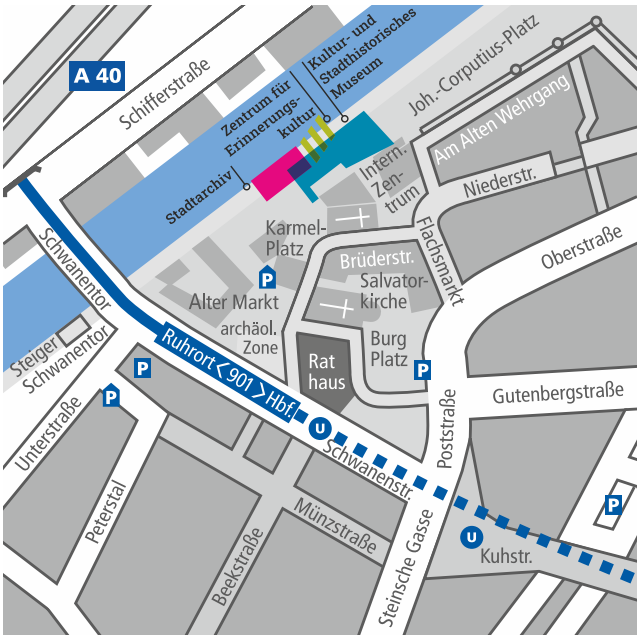 A 40
Schifferstraße
Kultur- und
Stadthistorisches
Museum
Zentrum für
Erinnerungs-
kultur
Stadtarchiv
Joh.-Corputius-Platz
Am Alten Wehrgang
Intern.
Zen-
trum
Niederstr.
Flachsmarkt
Oberstraße
Karmel-
Platz
Brüderstr.
Salvator-
kirche
P
Alter Markt
archäol.
Zone
Burg
Platz
P
Rat
haus
Schwanentor
Steiger
Schwanentor
P
P
Ruhrort <901> Hbf.
U
Gutenbergstraße
Poststraße
Unterstraße
Schwanenstr.
Peterstal
Münzstraße
Beekstraße
Steinsche Gasse
U
Kuhstr.
P